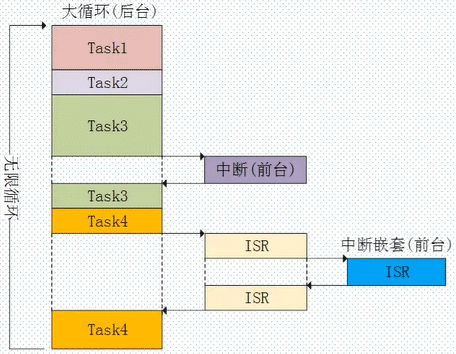 大循环(后台)
Task1
Task2
Task3
中断(前台)
无限循环
Task3
Task4
ISR
中断嵌套(前台)
ISR
ISR
Task4